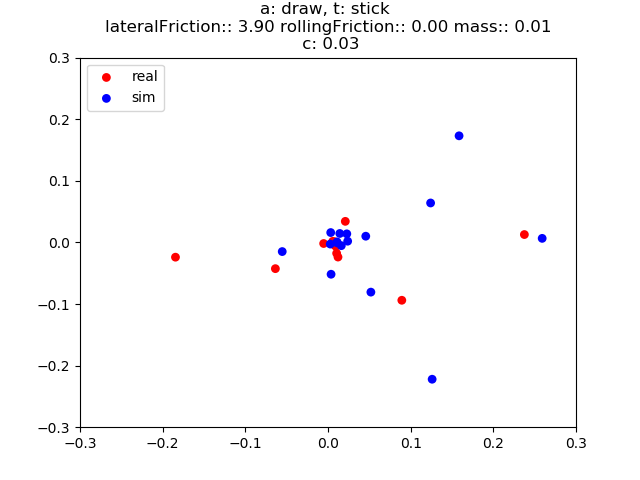 a: draw, t: stick
lateralFriction:: 3.90 rollingFriction:: 0.00 mass:: 0.01
c: 0.03
real
sim
0.3
0.2
0.1
0.0
−0.1
−0.2
−0.3
−0.3 −0.2 −0.1 0.0 0.1 0.2 0.3